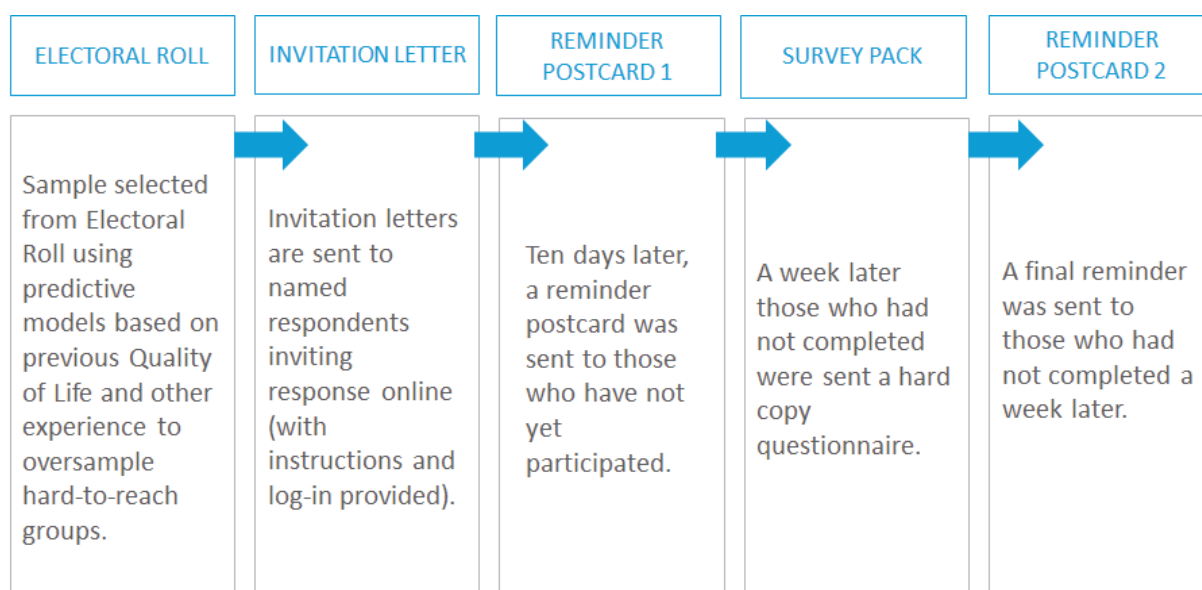 ELECTORAL ROLL
INVITATION LETTER
REMINDER
POSTCARD 1
SURVEY PACK
REMINDER
POSTCARD 2
Sample selected
from Electoral
Roll using
predictive
models based on
previous Quality
of Life and other
experience to
oversample
hard-to-reach
groups.
Invitation letters
are sent to
named
respondents
inviting
response online
(with
instructions and
log-in provided).
Ten days later,
a reminder
postcard was
sent to those
who have not
yet
participated.
A week later
those who had
not completed
were sent a hard
copy
questionnaire.
A final reminder
was sent to
those who had
not completed a
week later.